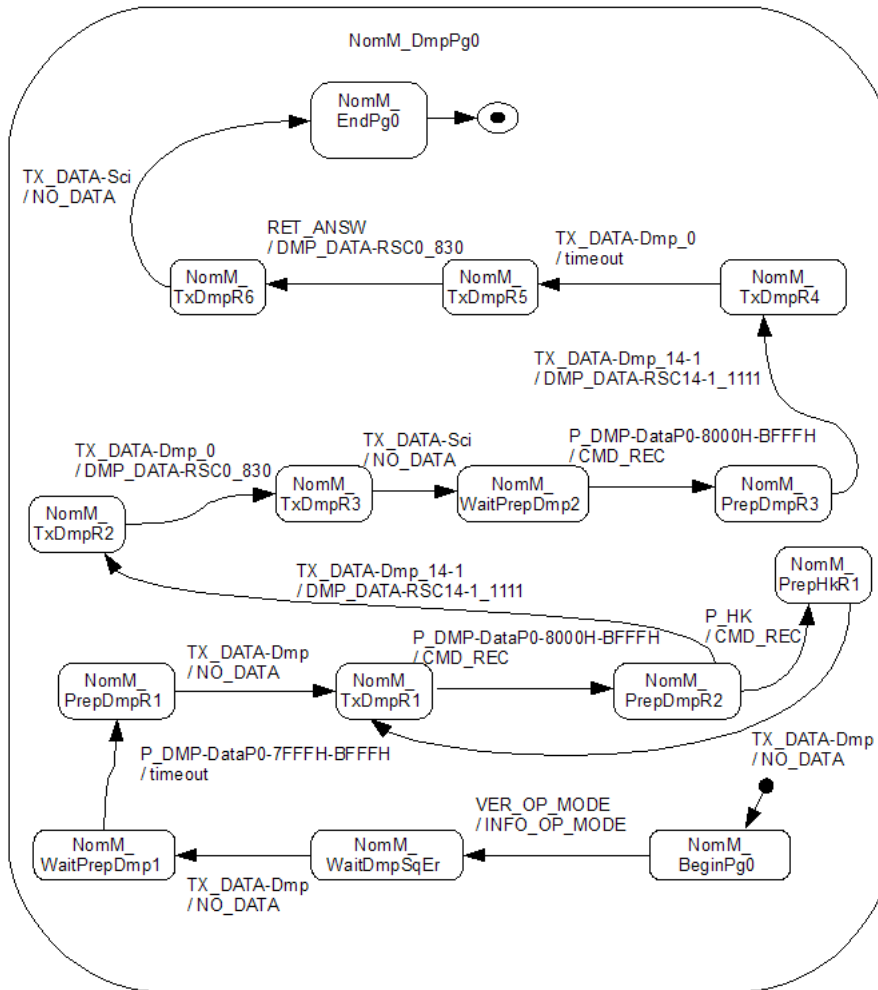 NomM_DmpPg0
NomM_
EndPg0
TX_DATA-Sci
/ NO_DATA
RET_ANSW
/ DMP_DATA-RSC0_830
TX_DATA-Dmp_0
/ timeout
NomM_
TxDmpR6
NomM_
TxDmpR5
NomM_
TxDmpR4
TX_DATA-Dmp_14-1
/ DMP_DATA-RSC14-1_1111
TX_DATA-Dmp_0
/ DMP_DATA-RSC0_830
TX_DATA-Sci
/ NO_DATA
P_DMP-DataP0-8000H-BFFFH
/ CMD_REC
NomM_
TxDmpR2
NomM_
TxDmpR3
NomM_
WaitPrepDmp2
NomM_
PrepDmpR3
TX_DATA-Dmp_14-1
/ DMP_DATA-RSC14-1_1111
NomM_
PrepHkR1
P_HK
/ CMD_REC
TX_DATA-Dmp
/ NO_DATA
P_DMP-DataP0-8000H-BFFFH
/ CMD_REC
NomM_
PrepDmpR1
NomM_
TxDmpR1
NomM_
PrepDmpR2
P_DMP-DataP0-7FFFH-BFFFH
/ timeout
TX_DATA-Dmp
/ NO_DATA
VER_OP_MODE
/ INFO_OP_MODE
NomM_
WaitPrepDmp1
NomM_
WaitDmpSqEr
NomM_
BeginPg0
TX_DATA-Dmp
/ NO_DATA